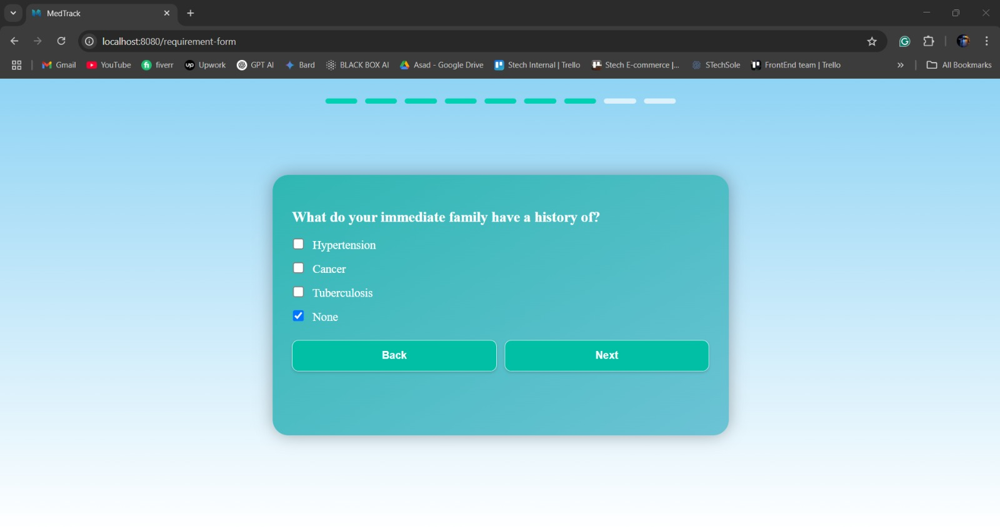 MedTrack
localhost:8080/requirement-form
Gmail YouTube fiverr Upwork GPT AI Bard BLACK BOX AI Asad - Google Drive Stech Internal | Trello Stech E-commerce |... STechSole FrontEnd team | Trello All Bookmarks
What do your immediate family have a history of?
Hypertension
Cancer
Tuberculosis
None
Back Next